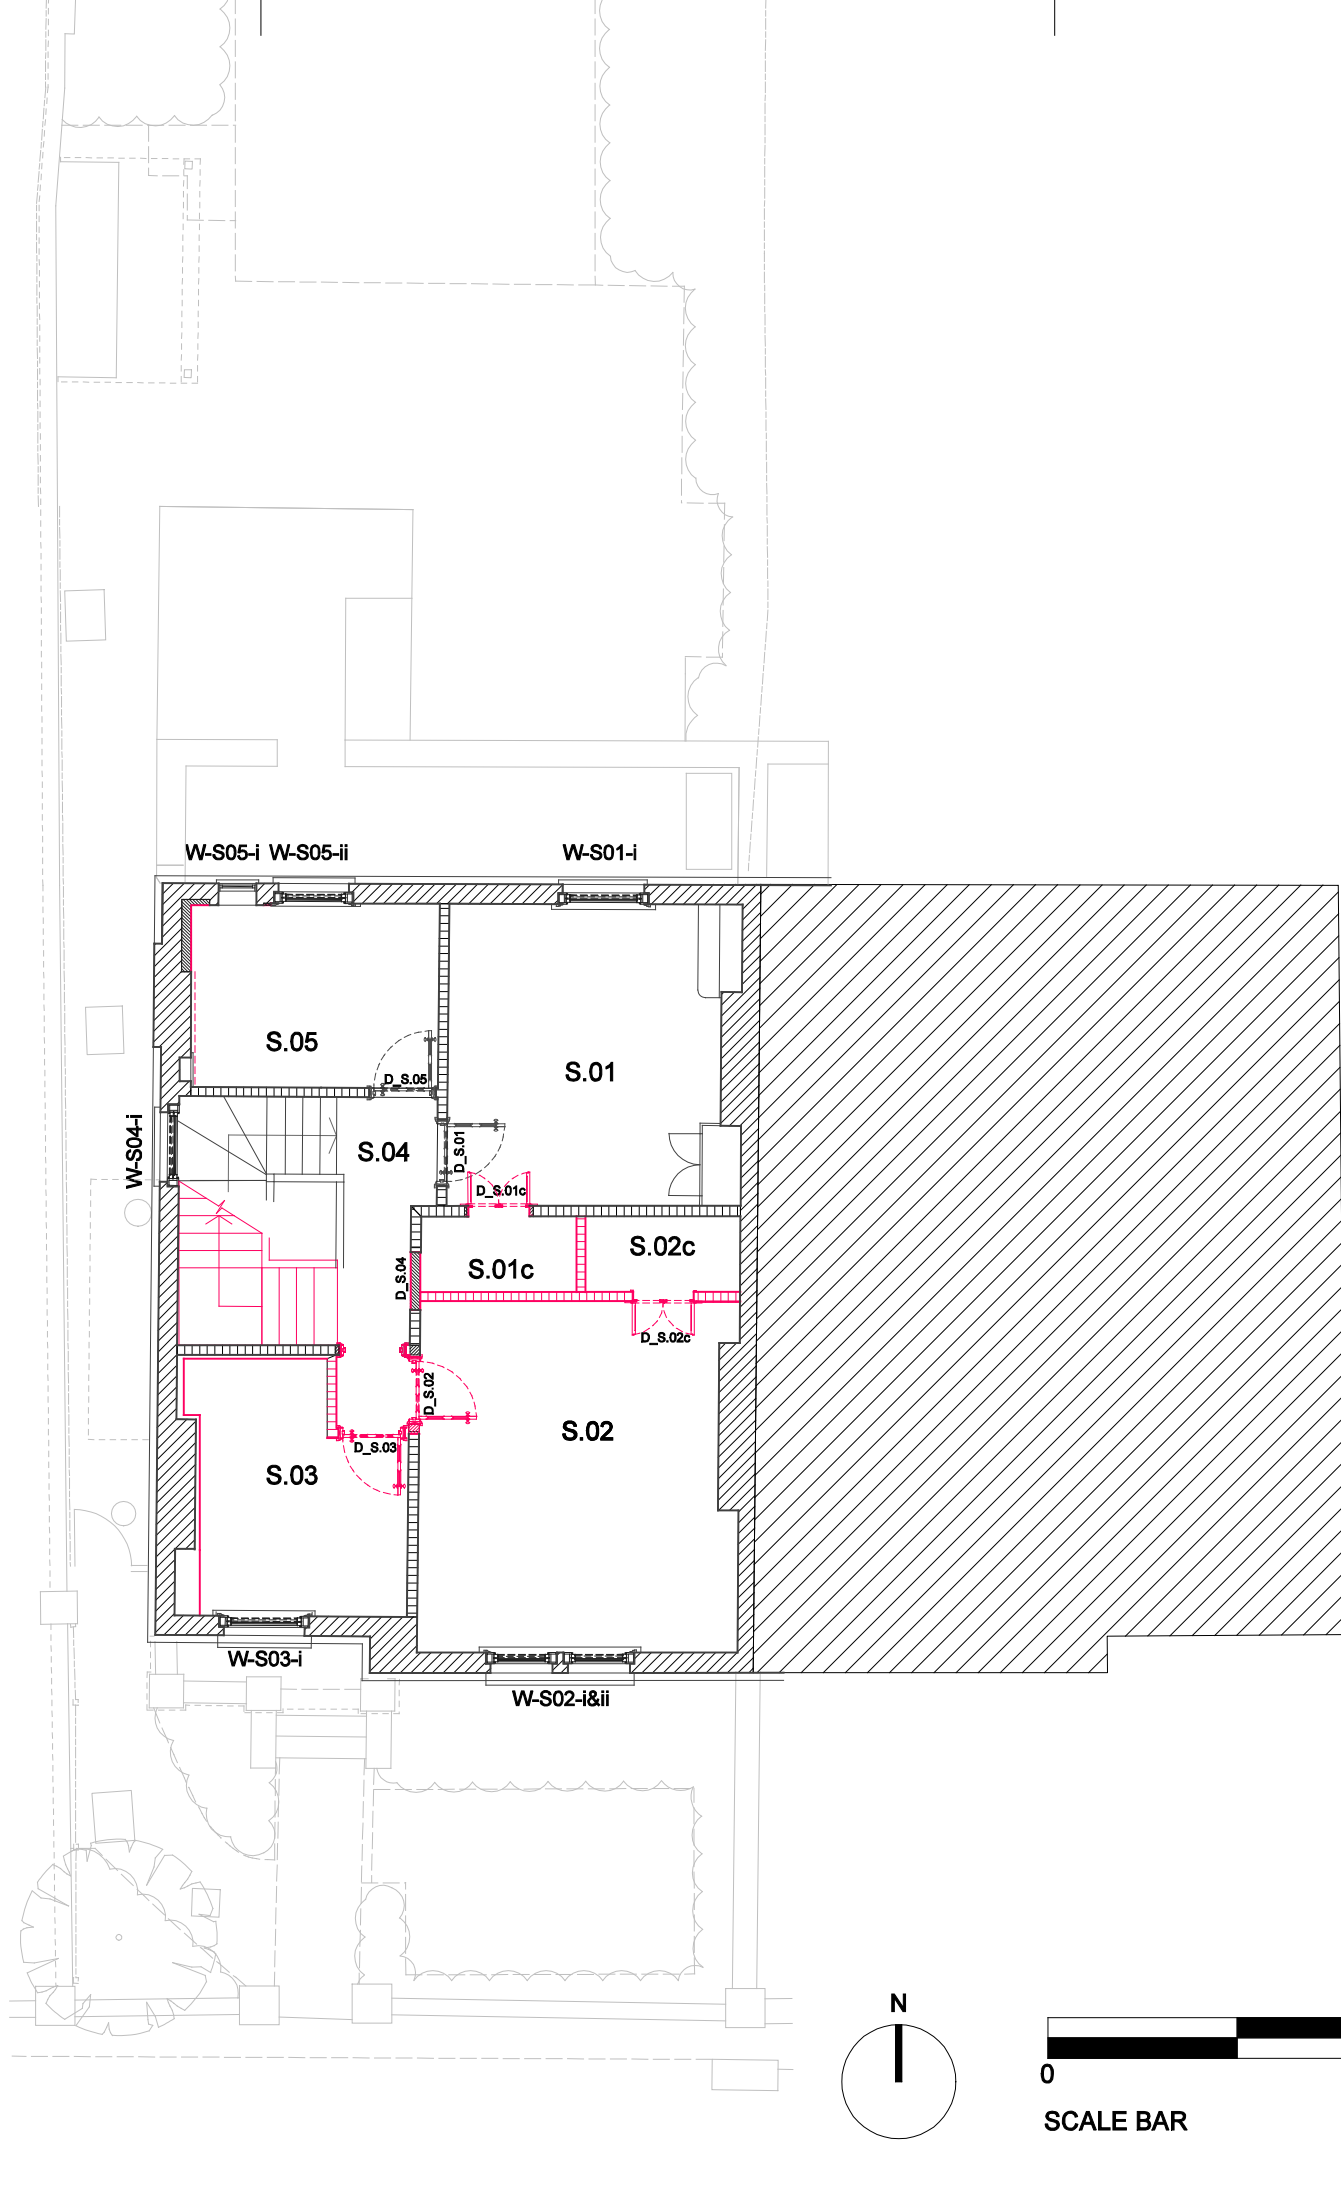 W-S05-i W-S05-ii W-S01-i
S.05
S.01
D_S.05
W-S04-i
S.04
D_S.01
D_S.01c
S.02c
S.01c
D_S.04
D_S.02c
D_S.02
S.02
D_S.03
S.03
W-S03-i
W-S02-i&ii
N
0
SCALE BAR